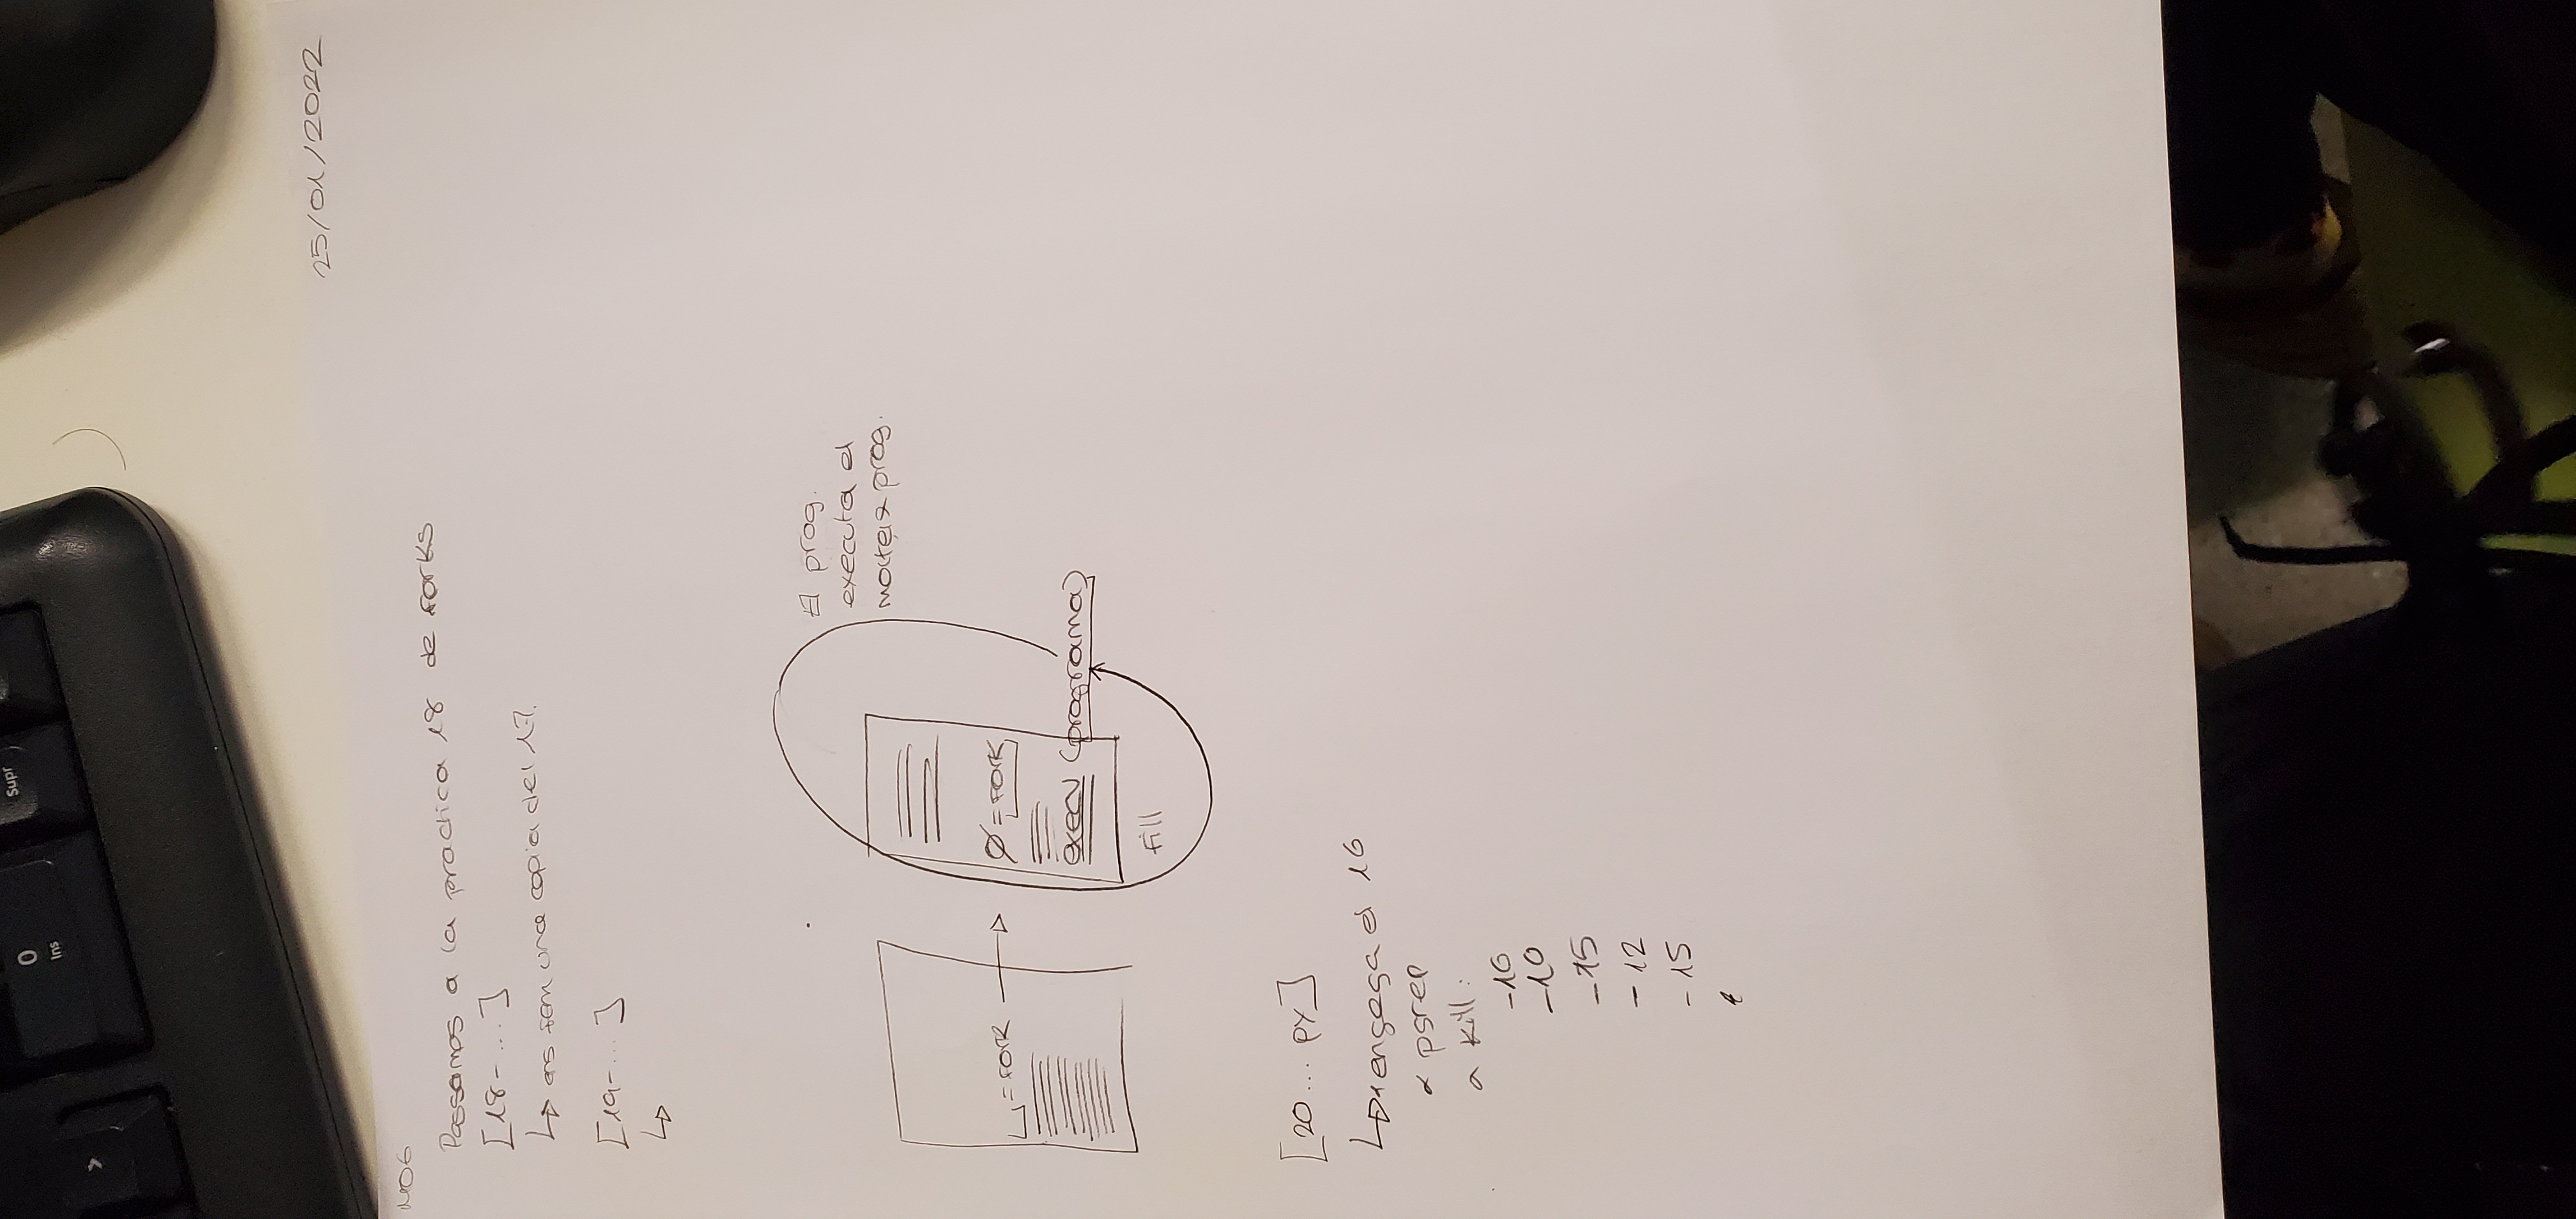 0
Ins
Supr
>
25/01/2022
M06
Passamos a la practica 18 de forks
[18-...]
↳ ens fem una copia del 17.
[19-...]
↳
El prog.
executa el
mateix prog.
=fork
Ø=fork
execv (programa)
fill
[20... py]
↳ engega el 16
psrep
kill:
-16
-10
-15
-12
-15